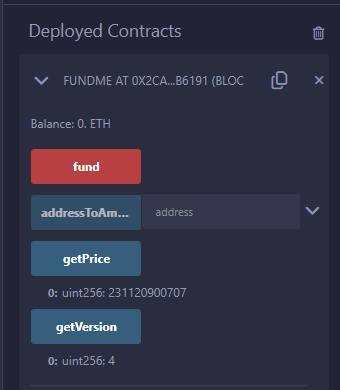 Deployed Contracts
FUNDME AT 0X2CA...B6191 (BLOC
Balance: 0. ETH
fund
addressToAm... address
getPrice
0: uint256: 231120900707
getVersion
0: uint256: 4